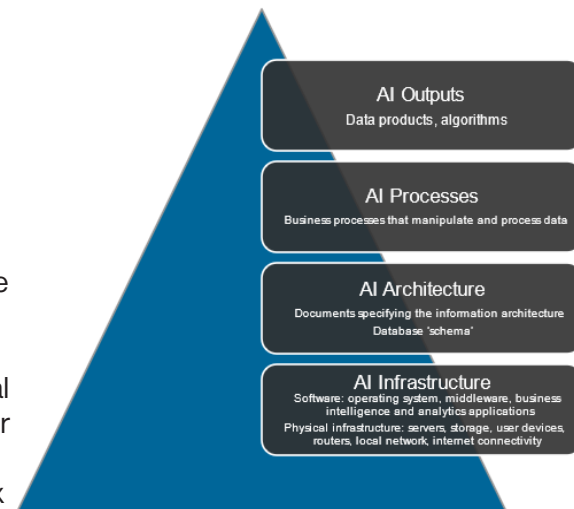 AI Outputs
Data products, algorithms
AI Processes
Business processes that manipulate and process data
AI Architecture
Documents specifying the information architecture
Database 'schema'
AI Infrastructure
Software: operating system, middleware, business
intelligence and analytics applications
Physical infrastructure: servers, storage, user devices,
routers, local network, internet connectivity